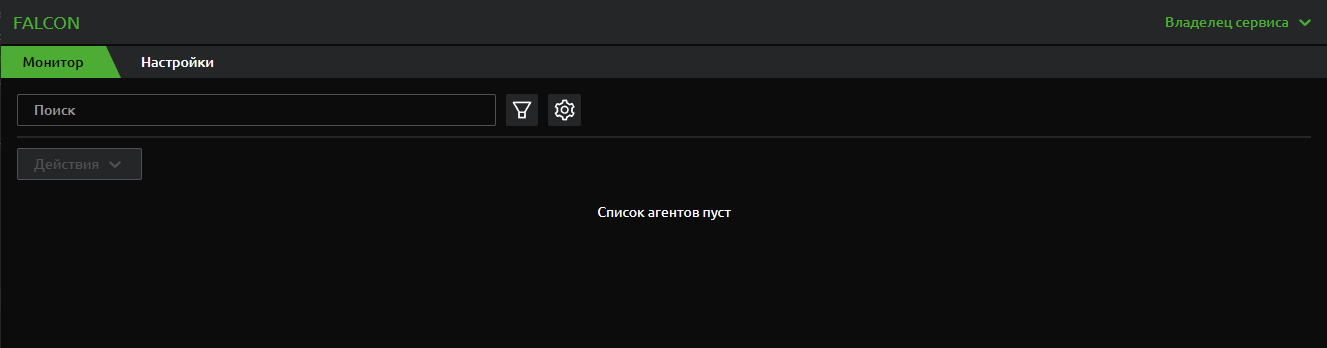 FALCON
Владелец сервиса
Монитор
Настройки
Поиск
Действия
Список агентов пуст